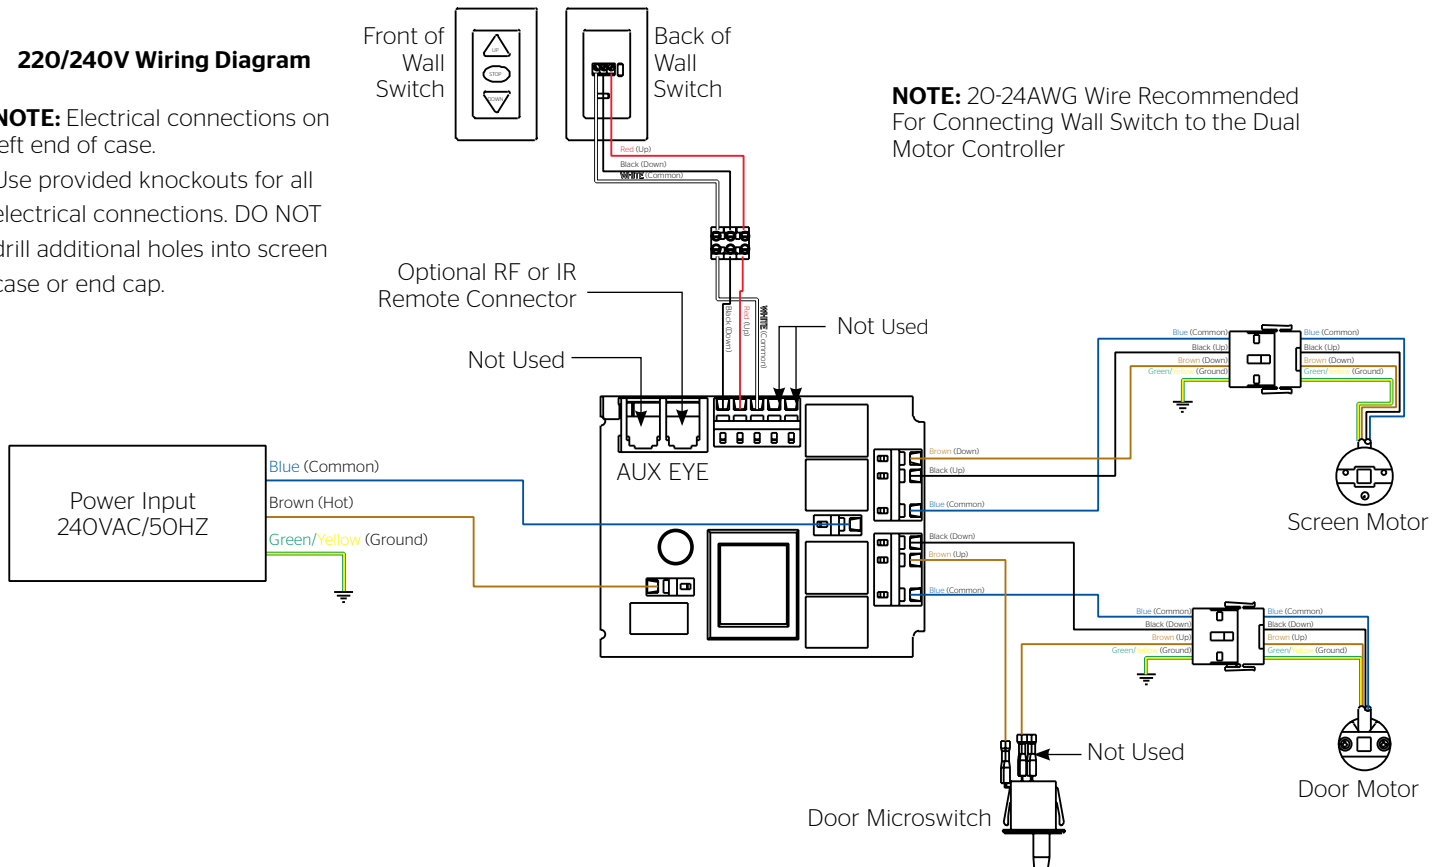 220/240V Wiring Diagram
NOTE: Electrical connections on
left end of case.
Use provided knockouts for all
electrical connections. DO NOT
drill additional holes into screen
case or end cap.
Front of
Wall
Switch
UP
STOP
DOWN
Back of
Wall
Switch
NOTE: 20-24AWG Wire Recommended
For Connecting Wall Switch to the Dual
Motor Controller
Red (Up)
Black (Down)
WHITE (Common)
Optional RF or IR
Remote Connector
Not Used
Black (Down)
Red (Up)
WHITE (Common)
Not Used
AUX EYE
Power Input
240VAC/50HZ
Blue (Common)
Brown (Hot)
Green/Yellow (Ground)
Brown (Down)
Black (Up)
Blue (Common)
Black (Down)
Brown (Up)
Blue (Common)
Blue (Common)
Black (Up)
Brown (Down)
Green/Yellow (Ground)
Blue (Common)
Black (Up)
Brown (Down)
Green/Yellow (Ground)
Screen Motor
Blue (Common)
Black (Down)
Brown (Up)
Green/Yellow (Ground)
Blue (Common)
Black (Down)
Brown (Up)
Green/Yellow (Ground)
Door Motor
Not Used
Door Microswitch